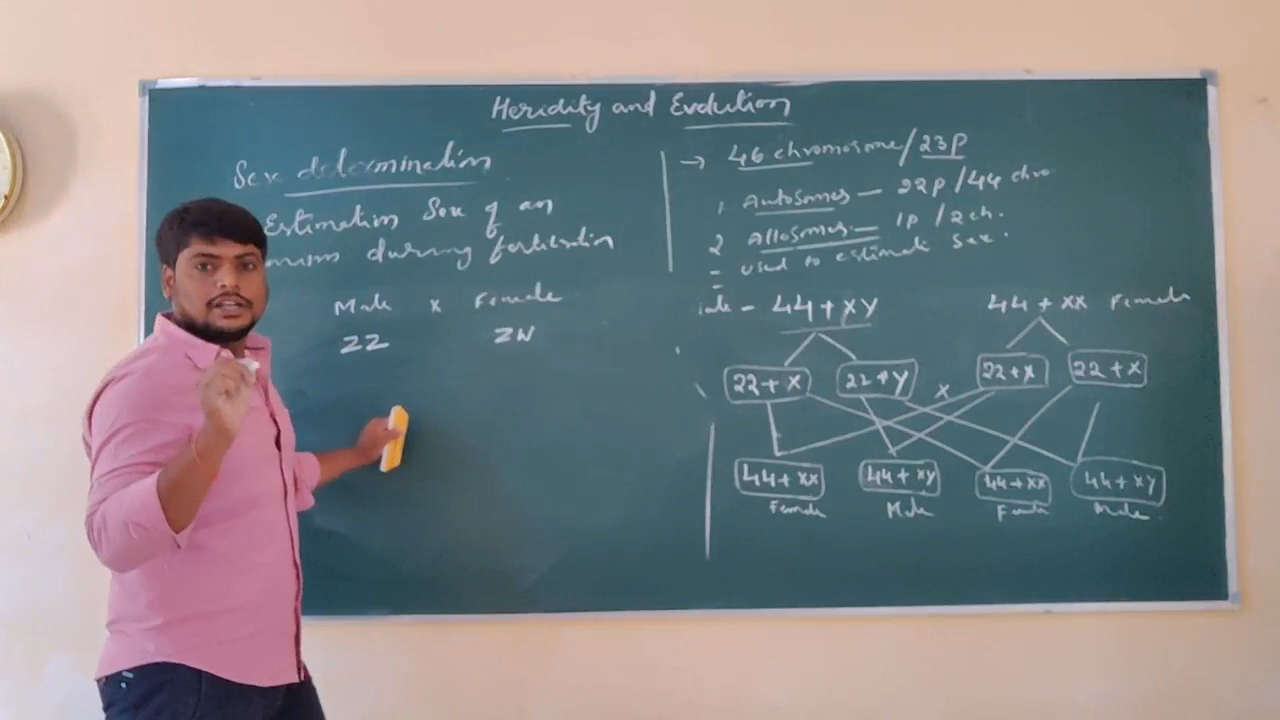 Heridity and Evolution
Sex determination
Estimation Sex of an
during fertilisation
Male x Female
ZZ ZW
→ 46 chromosome/23p
1 Autosomes — 22p/44 chro
2 Allosomes — 1p/2ch.
= used to estimate sex.
44+xy 44+xx Female
22+x 22+y x 22+x 22+x
44+xx 44+xy 44+xx 44+xy
Female Male Female Male